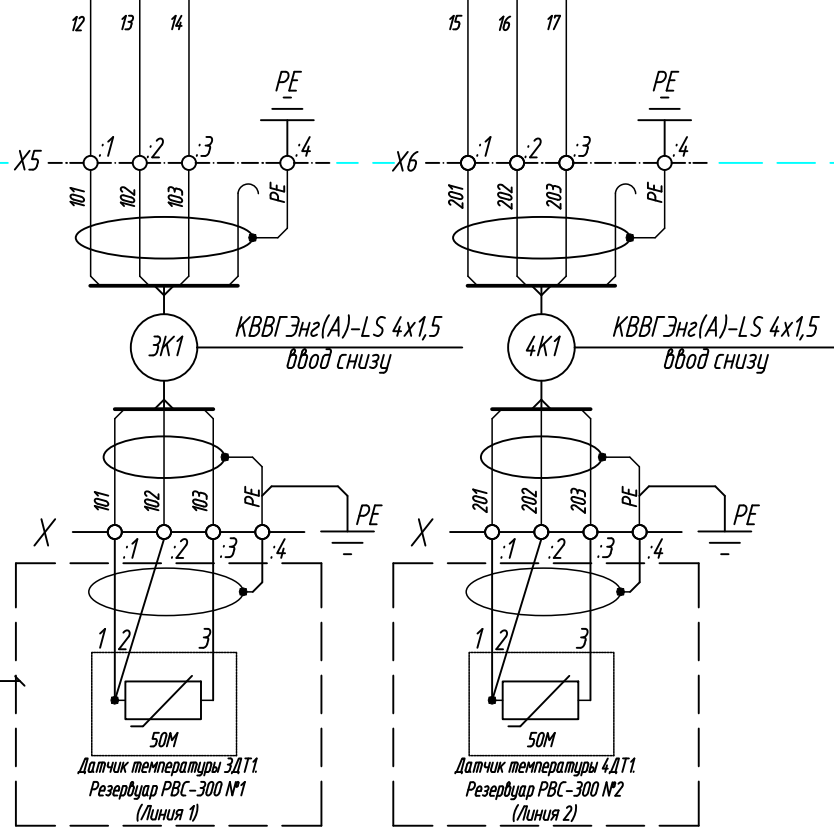 12 13 14 15 16 17
PE PE
X5 :1 :2 :3 :4 X6 :1 :2 :3 :4
101 102 103 PE 201 202 203 PE
3К1 КВВГЭнг(А)-LS 4х1,5 4К1 КВВГЭнг(А)-LS 4х1,5
ввод снизу ввод снизу
101 102 103 PE 201 202 203 PE
X PE X PE
:1 :2 :3 :4 :1 :2 :3 :4
1 2 3 1 2 3
50М 50М
Датчик температуры 3ДТ1. Датчик температуры 4ДТ1.
Резервуар РВС-300 №1 Резервуар РВС-300 №2
(Линия 1) (Линия 2)